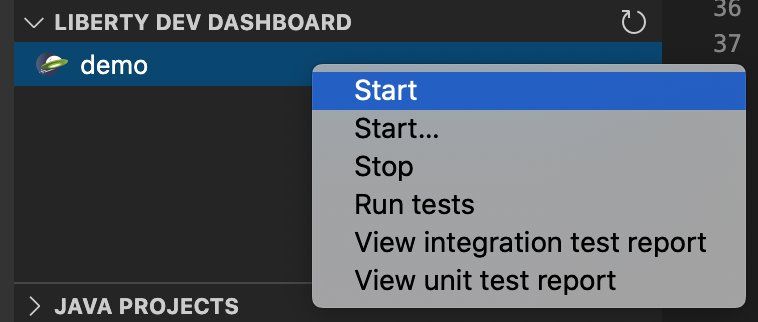 LIBERTY DEV DASHBOARD
36
37
demo
Start
Start...
Stop
Run tests
View integration test report
View unit test report
JAVA PROJECTS